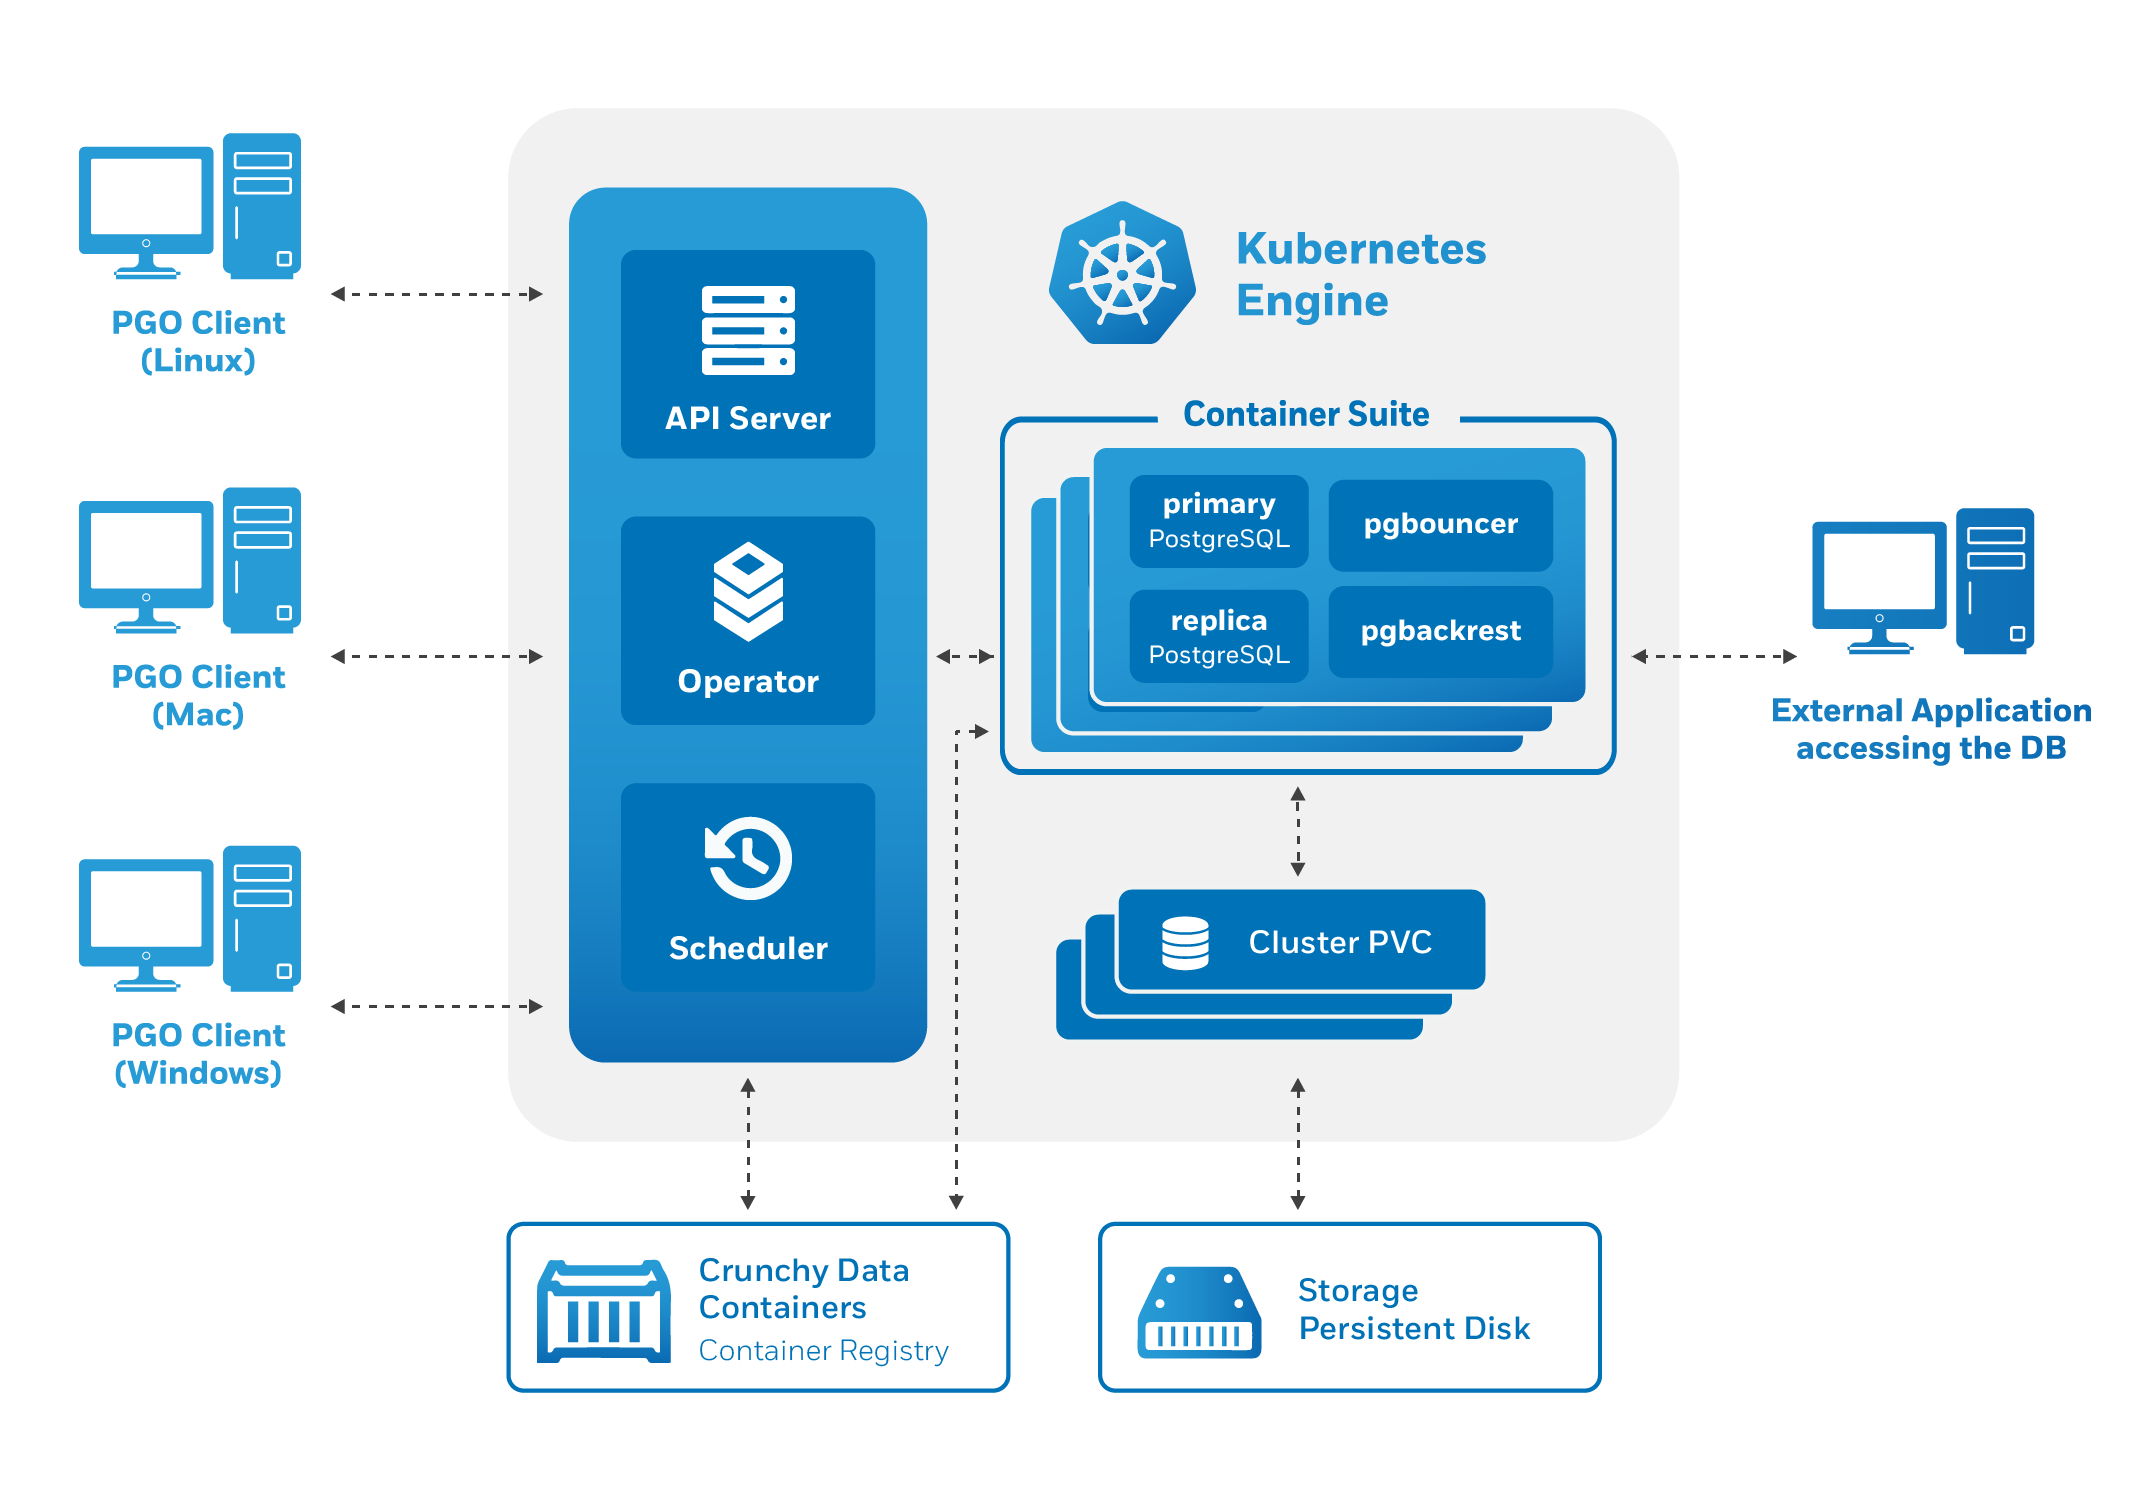 PGO Client
(Linux)
PGO Client
(Mac)
PGO Client
(Windows)
API Server
Operator
Scheduler
Kubernetes
Engine
Container Suite
primary
PostgreSQL
pgbouncer
replica
PostgreSQL
pgbackrest
Cluster PVC
External Application
accessing the DB
Crunchy Data
Containers
Container Registry
Storage
Persistent Disk